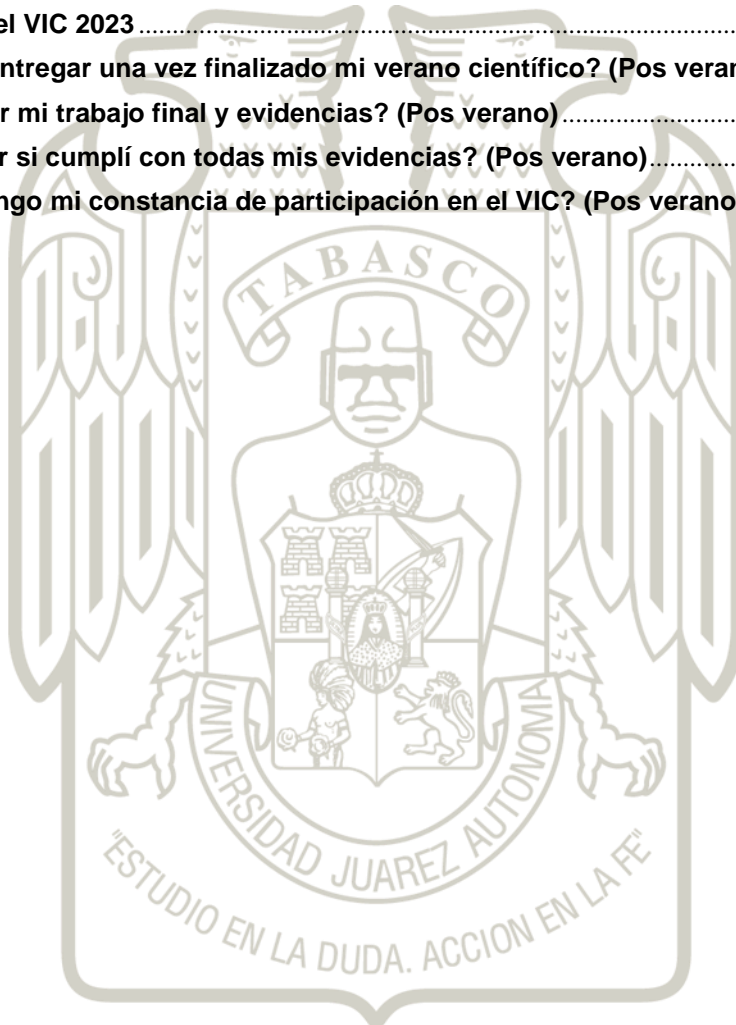 el VIC 2023
ntregar una vez finalizado mi verano científico? (Pos veran
r mi trabajo final y evidencias? (Pos verano)
r si cumplí con todas mis evidencias? (Pos verano)
ngo mi constancia de participación en el VIC? (Pos verano
TABASCO
UNIVERSIDAD JUAREZ AUTONOMA
"ESTUDIO EN LA DUDA. ACCION EN LA FE"